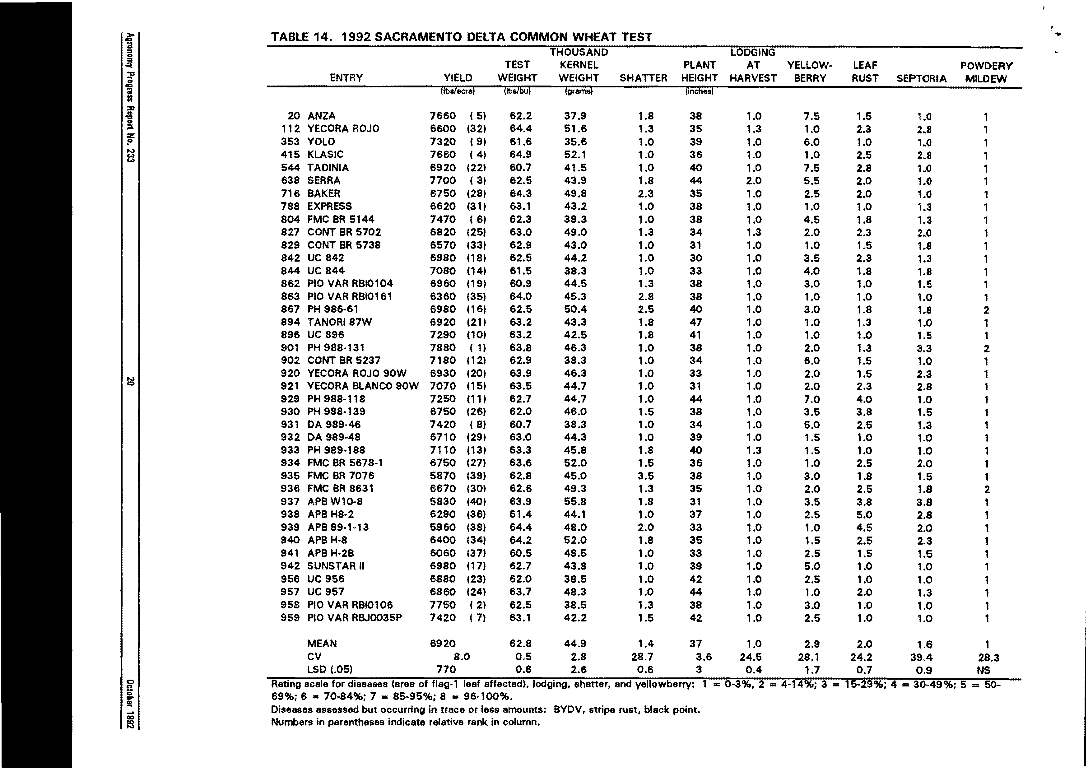 TABLE 14. 1992 SACRAMENTO DELTA COMMON WHEAT TEST
THOUSAND LODGING
TEST KERNEL PLANT AT YELLOW- LEAF POWDERY
ENTRY YIELD WEIGHT WEIGHT SHATTER HEIGHT HARVEST BERRY RUST SEPTORIA MILDEW
(lbs/acre) (lbs/bu) (grams) (inches)
20 ANZA 7660 ( 5) 62.2 37.9 1.8 38 1.0 7.5 1.5 1.0 1
112 YECORA ROJO 6600 (32) 64.4 51.6 1.3 35 1.3 1.0 2.3 2.8 1
353 YOLO 7320 ( 9) 61.6 35.6 1.0 39 1.0 6.0 1.0 1.0 1
415 KLASIC 7660 ( 4) 64.9 52.1 1.0 36 1.0 1.0 2.5 2.8 1
544 TADINIA 6920 (22) 60.7 41.5 1.0 40 1.0 7.5 2.8 1.0 1
638 SERRA 7700 ( 3) 62.5 43.9 1.8 44 2.0 5.5 2.0 1.0 1
716 BAKER 6750 (28) 64.3 49.8 2.3 35 1.0 2.5 2.0 1.0 1
788 EXPRESS 6620 (31) 63.1 43.2 1.0 38 1.0 1.0 1.0 1.3 1
804 FMC BR 5144 7470 ( 6) 62.3 39.3 1.0 38 1.0 4.5 1.8 1.3 1
827 CONT BR 5702 6820 (25) 63.0 49.0 1.3 34 1.3 2.0 2.3 2.0 1
829 CONT BR 5738 6570 (33) 62.9 43.0 1.0 31 1.0 1.0 1.5 1.8 1
842 UC 842 6980 (18) 62.5 44.2 1.0 30 1.0 3.5 2.3 1.3 1
844 UC 844 7080 (14) 61.5 38.3 1.0 33 1.0 4.0 1.8 1.8 1
862 PIO VAR RBI0104 6960 (19) 60.9 44.5 1.3 38 1.0 3.0 1.0 1.5 1
863 PIO VAR RBI0161 6360 (35) 64.0 45.3 2.8 38 1.0 1.0 1.0 1.0 1
867 PH 986-61 6980 (16) 62.5 50.4 2.5 40 1.0 3.0 1.8 1.8 2
894 TANORI 87W 6920 (21) 63.2 43.3 1.8 47 1.0 1.0 1.3 1.0 1
896 UC 896 7290 (10) 63.2 42.5 1.8 41 1.0 1.0 1.0 1.5 1
901 PH 988-131 7880 ( 1) 63.8 46.3 1.0 38 1.0 2.0 1.3 3.3 2
902 CONT BR 5237 7180 (12) 62.9 38.3 1.0 34 1.0 6.0 1.5 1.0 1
920 YECORA ROJO 90W 6930 (20) 63.9 46.3 1.0 33 1.0 2.0 1.5 2.3 1
921 YECORA BLANCO 90W 7070 (15) 63.5 44.7 1.0 31 1.0 2.0 2.3 2.8 1
929 PH 988-118 7250 (11) 62.7 44.7 1.0 44 1.0 7.0 4.0 1.0 1
930 PH 988-139 6750 (26) 62.0 46.0 1.5 38 1.0 3.5 3.8 1.5 1
931 DA 989-46 7420 ( 8) 60.7 38.3 1.0 34 1.0 5.0 2.5 1.3 1
932 DA 989-48 6710 (29) 63.0 44.3 1.0 39 1.0 1.5 1.0 1.0 1
933 PH 989-188 7110 (13) 63.3 45.8 1.8 40 1.3 1.5 1.0 1.0 1
934 FMC BR 5678-1 6750 (27) 63.6 52.0 1.5 36 1.0 1.0 2.5 2.0 1
935 FMC BR 7076 5870 (39) 62.8 45.0 3.5 38 1.0 3.0 1.8 1.5 1
936 FMC BR 8631 6670 (30) 62.6 49.3 1.3 35 1.0 2.0 2.5 1.8 2
937 APB W10-8 5830 (40) 63.9 55.8 1.8 31 1.0 3.5 3.8 3.8 1
938 APB H8-2 6280 (36) 61.4 44.1 1.0 37 1.0 2.5 5.0 2.8 1
939 APB 89-1-13 5960 (38) 64.4 48.0 2.0 33 1.0 1.0 4.5 2.0 1
940 APB H-8 6400 (34) 64.2 52.0 1.8 35 1.0 1.5 2.5 2.3 1
941 APB H-2B 6060 (37) 60.5 48.5 1.0 33 1.0 2.5 1.5 1.5 1
942 SUNSTAR II 6980 (17) 62.7 43.8 1.0 39 1.0 5.0 1.0 1.0 1
956 UC 956 6880 (23) 62.0 38.5 1.0 42 1.0 2.5 1.0 1.0 1
957 UC 957 6860 (24) 63.7 48.3 1.0 44 1.0 1.0 2.0 1.3 1
958 PIO VAR RBI0106 7750 ( 2) 62.5 38.5 1.3 38 1.0 3.0 1.0 1.0 1
959 PIO VAR RBJ0035P 7420 ( 7) 63.1 42.2 1.5 42 1.0 2.5 1.0 1.0 1
MEAN 6920 62.8 44.9 1.4 37 1.0 2.9 2.0 1.6 1
CV 8.0 0.5 2.8 28.7 3.6 24.5 28.1 24.2 39.4 28.3
LSD (.05) 770 0.6 2.6 0.6 3 0.4 1.7 0.7 0.9 NS
Rating scale for diseases (area of flag-1 leaf affected), lodging, shatter, and yellowberry: 1 = 0-3%, 2 = 4-14%; 3 = 15-29%; 4 = 30-49%; 5 = 50-
69%; 6 = 70-84%; 7 = 85-95%; 8 = 96-100%.
Diseases assessed but occurring in trace or less amounts: BYDV, stripe rust, black point.
Numbers in parentheses indicate relative rank in column.
Agronomy Progress Report No. 233
20
October 1992